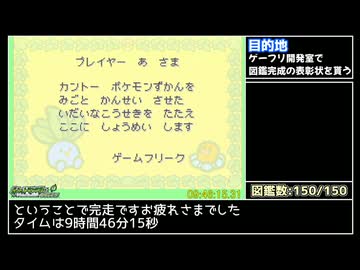 プレイヤー あ さま
カントー ポケモンずかんを
みごと かんせい させた
いだいなこうせきを たたえ
ここに しょうめい します
ゲームフリーク
09:46:15.31
目的地
ゲーフリ開発室で
図鑑完成の表彰状を貰う
図鑑数:150/150
ということで完走ですお疲れさまでした
タイムは9時間46分15秒